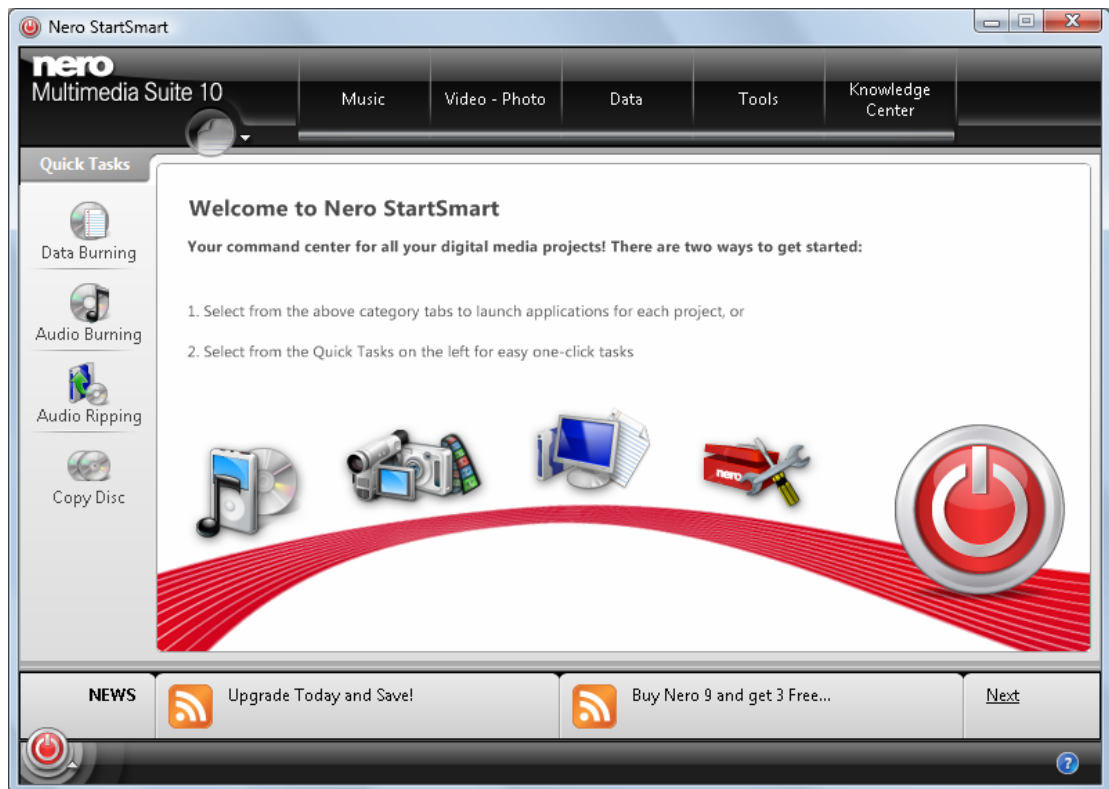 Nero StartSmart
nero
Multimedia Suite 10
Music
Video - Photo
Data
Tools
Knowledge
Center
Quick Tasks
Data Burning
Audio Burning
Audio Ripping
Copy Disc
Welcome to Nero StartSmart
Your command center for all your digital media projects! There are two ways to get started:
1. Select from the above category tabs to launch applications for each project, or
2. Select from the Quick Tasks on the left for easy one-click tasks
nero
NEWS
Upgrade Today and Save!
Buy Nero 9 and get 3 Free...
Next
?